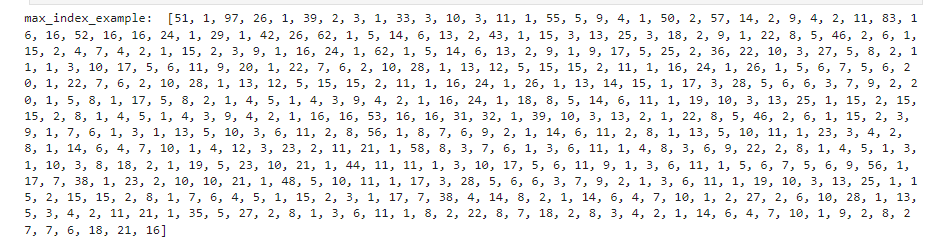 max_index_example:  [51, 1, 97, 26, 1, 39, 2, 3, 1, 33, 3, 10, 3, 11, 1, 55, 5, 9, 4, 1, 50, 2, 57, 14, 2, 9, 4, 2, 11, 83, 1
6, 16, 52, 16, 16, 24, 1, 29, 1, 42, 26, 62, 1, 5, 14, 6, 13, 2, 43, 1, 15, 3, 13, 25, 3, 18, 2, 9, 1, 22, 8, 5, 46, 2, 6, 1,
15, 2, 4, 7, 4, 2, 1, 15, 2, 3, 9, 1, 16, 24, 1, 62, 1, 5, 14, 6, 13, 2, 9, 1, 9, 17, 5, 25, 2, 36, 22, 10, 3, 27, 5, 8, 2, 1
1, 1, 3, 10, 17, 5, 6, 11, 9, 20, 1, 22, 7, 6, 2, 10, 28, 1, 13, 12, 5, 15, 15, 2, 11, 1, 16, 24, 1, 26, 1, 5, 6, 7, 5, 6, 2
0, 1, 22, 7, 6, 2, 10, 28, 1, 13, 12, 5, 15, 15, 2, 11, 1, 16, 24, 1, 26, 1, 13, 14, 15, 1, 17, 3, 28, 5, 6, 6, 3, 7, 9, 2, 2
0, 1, 5, 8, 1, 17, 5, 8, 2, 1, 4, 5, 1, 4, 3, 9, 4, 2, 1, 16, 24, 1, 18, 8, 5, 14, 6, 11, 1, 19, 10, 3, 13, 25, 1, 15, 2, 15,
15, 2, 8, 1, 4, 5, 1, 4, 3, 9, 4, 2, 1, 16, 16, 53, 16, 16, 31, 32, 1, 39, 10, 3, 13, 2, 1, 22, 8, 5, 46, 2, 6, 1, 15, 2, 3,
9, 1, 7, 6, 1, 3, 1, 13, 5, 10, 3, 6, 11, 2, 8, 56, 1, 8, 7, 6, 9, 2, 1, 14, 6, 11, 2, 8, 1, 13, 5, 10, 11, 1, 23, 3, 4, 2,
8, 1, 14, 6, 4, 7, 10, 1, 4, 12, 3, 23, 2, 11, 21, 1, 58, 8, 3, 7, 6, 1, 3, 6, 11, 1, 4, 8, 3, 6, 9, 22, 2, 8, 1, 4, 5, 1, 3,
1, 10, 3, 8, 18, 2, 1, 19, 5, 23, 10, 21, 1, 44, 11, 11, 1, 3, 10, 17, 5, 6, 11, 9, 1, 3, 6, 11, 1, 5, 6, 7, 5, 6, 9, 56, 1,
17, 7, 38, 1, 23, 2, 10, 10, 21, 1, 48, 5, 10, 11, 1, 17, 3, 28, 5, 6, 6, 3, 7, 9, 2, 1, 3, 6, 11, 1, 19, 10, 3, 13, 25, 1, 1
5, 2, 15, 15, 2, 8, 1, 7, 6, 4, 5, 1, 15, 2, 3, 1, 17, 7, 38, 4, 14, 8, 2, 1, 14, 6, 4, 7, 10, 1, 2, 27, 2, 6, 10, 28, 1, 13,
5, 3, 4, 2, 11, 21, 1, 35, 5, 27, 2, 8, 1, 3, 6, 11, 1, 8, 2, 22, 8, 7, 18, 2, 8, 3, 4, 2, 1, 14, 6, 4, 7, 10, 1, 9, 2, 8, 2
7, 7, 6, 18, 21, 16]